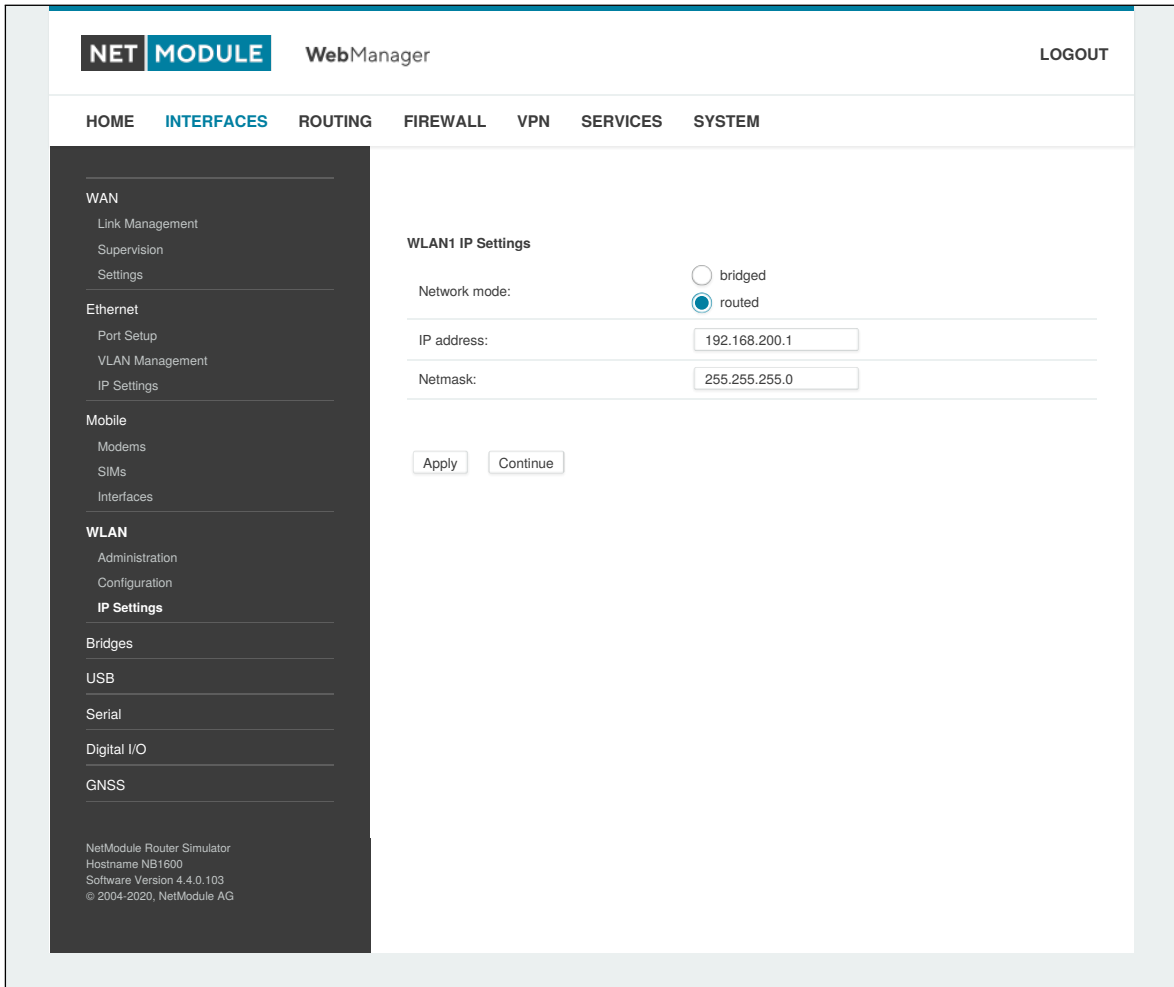 NET MODULE WebManager LOGOUT
HOME INTERFACES ROUTING FIREWALL VPN SERVICES SYSTEM
WAN
Link Management
Supervision
Settings
Ethernet
Port Setup
VLAN Management
IP Settings
Mobile
Modems
SIMs
Interfaces
WLAN
Administration
Configuration
IP Settings
Bridges
USB
Serial
Digital I/O
GNSS
NetModule Router Simulator
Hostname NB1600
Software Version 4.4.0.103
© 2004-2020, NetModule AG
WLAN1 IP Settings
Network mode:
bridged
routed
IP address: 192.168.200.1
Netmask: 255.255.255.0
Apply Continue